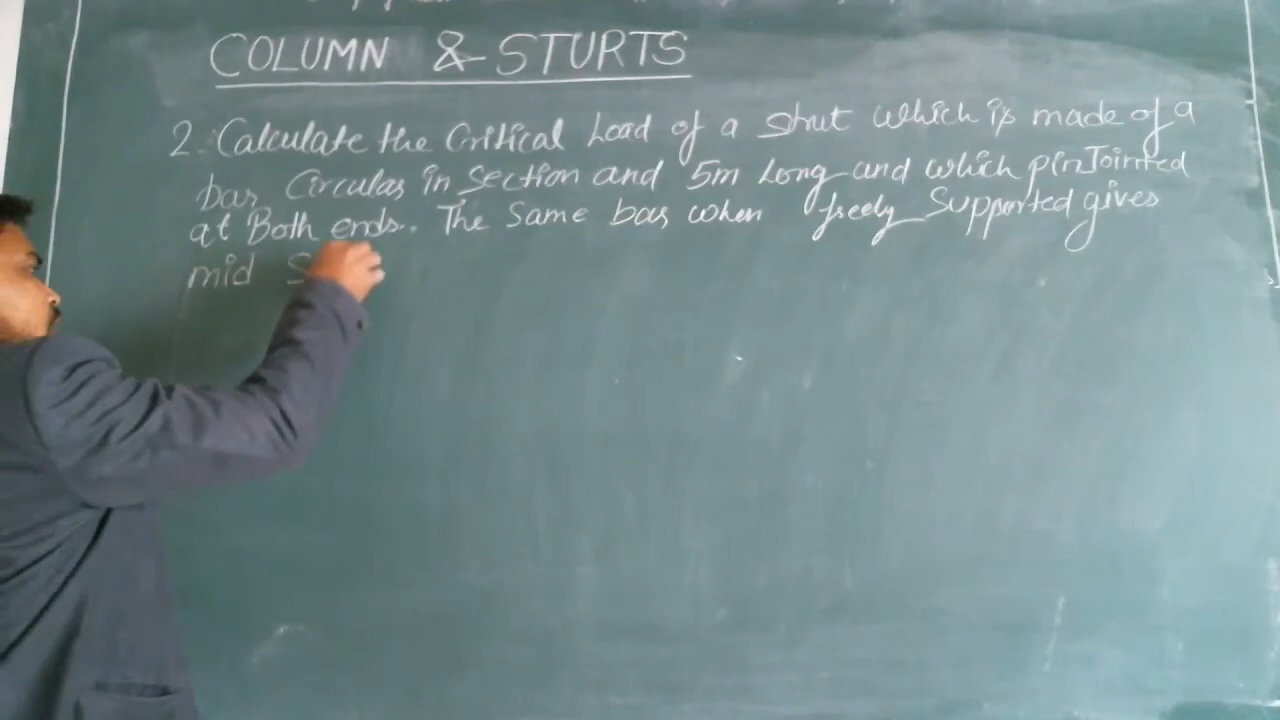 COLUMN & STURTS
2. Calculate the Critical Load of a Strut which is made of a
bar Circular in section and 5m Long and which pin Jointed
at Both ends. The Same bar when freely Supported gives
mid